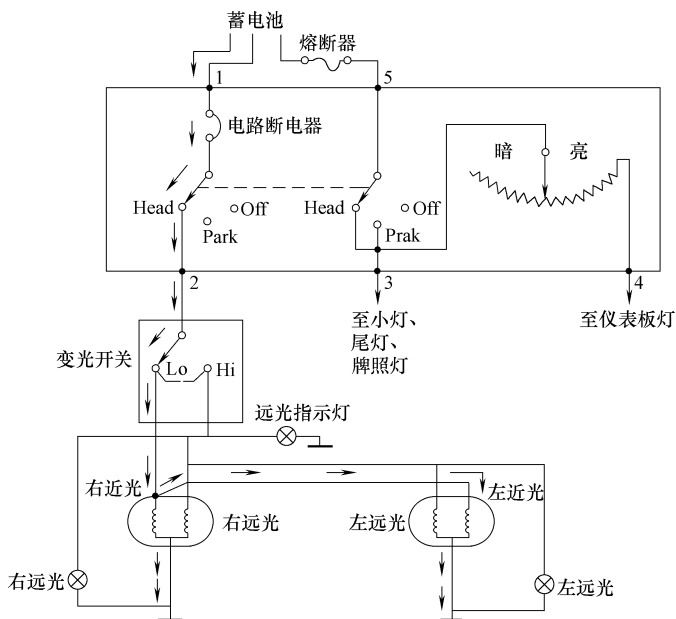 蓄电池
熔断器
1
5
电路断电器
暗
亮
Head
Off
Park
Head
Off
Prak
2
3
4
至小灯、
尾灯、
牌照灯
至仪表板灯
变光开关
Lo
Hi
远光指示灯
右近光
右远光
左远光
左近光
右远光
左远光